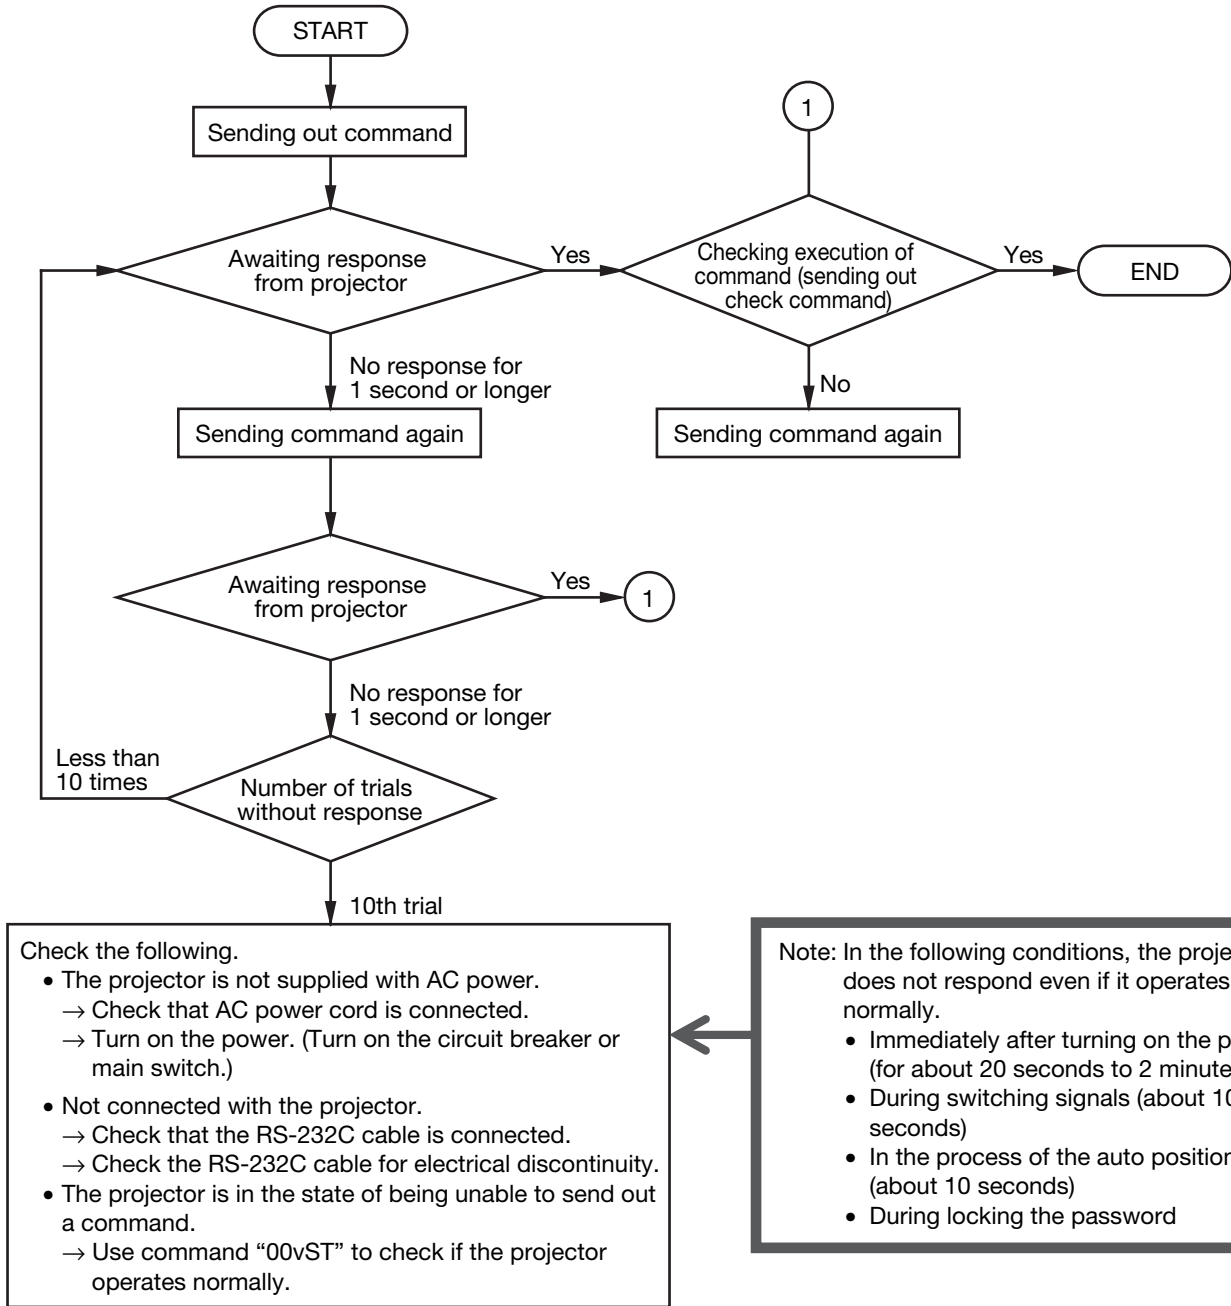 START
Sending out command
Awaiting response
from projector
Yes
1
Checking execution of
command (sending out
check command)
Yes
END
No response for
1 second or longer
No
Sending command again
Sending command again
Awaiting response
from projector
Yes
1
No response for
1 second or longer
Less than
10 times
Number of trials
without response
10th trial
Check the following.
• The projector is not supplied with AC power.
→ Check that AC power cord is connected.
→ Turn on the power. (Turn on the circuit breaker or
main switch.)
• Not connected with the projector.
→ Check that the RS-232C cable is connected.
→ Check the RS-232C cable for electrical discontinuity.
• The projector is in the state of being unable to send out
a command.
→ Use command “00vST” to check if the projector
operates normally.
Note: In the following conditions, the
does not respond even if it operates
normally.
• Immediately after turning on the
(for about 20 seconds to 2
• During switching signals (about 10
seconds)
• In the process of the auto position
(about 10 seconds)
• During locking the password